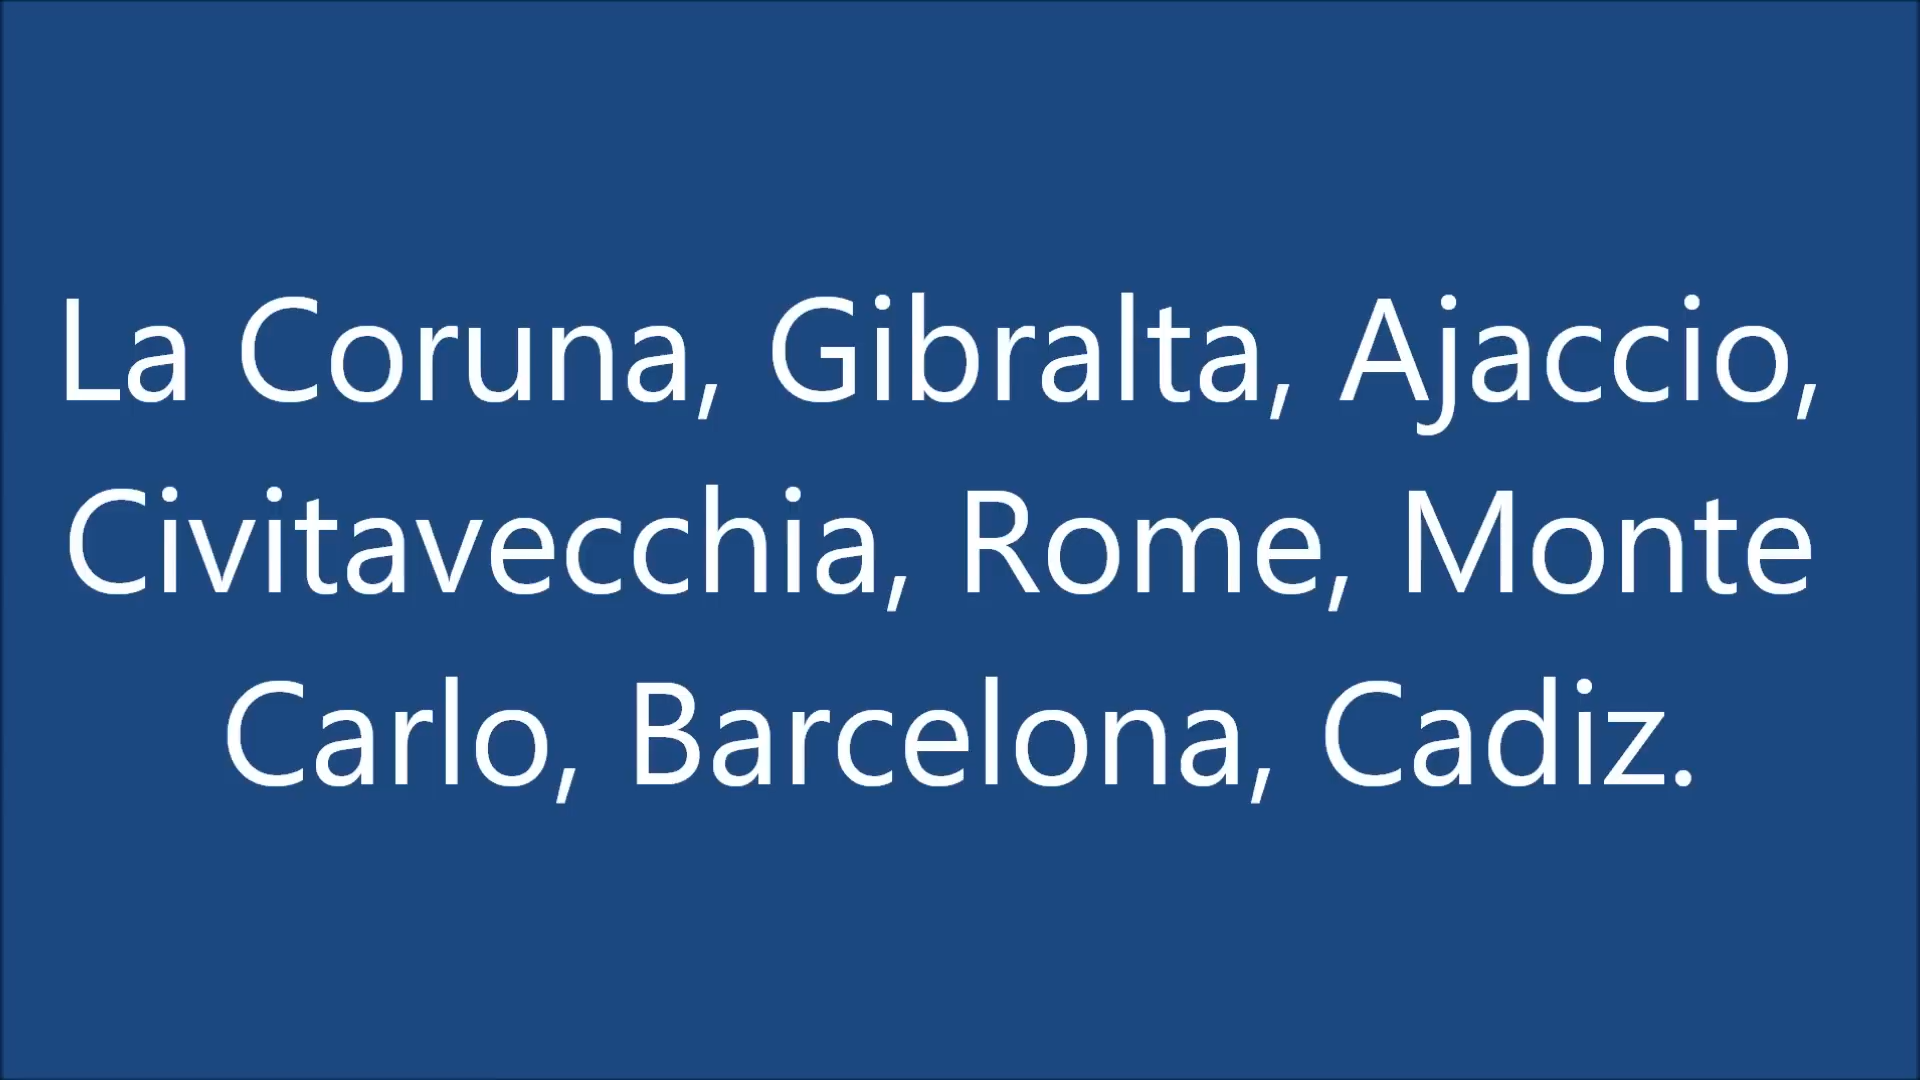 La Coruna, Gibralta, Ajaccio,
Civitavecchia, Rome, Monte
Carlo, Barcelona, Cadiz.